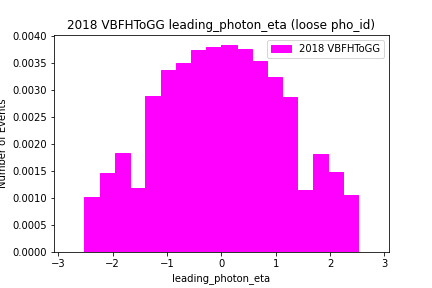 2018 VBFHToGG leading_photon_eta (loose pho_id)
2018 VBFHToGG
0.0040
0.0035
0.0030
0.0025
0.0020
0.0015
0.0010
0.0005
0.0000
Number of Events
−3 −2 −1 0 1 2 3
leading_photon_eta